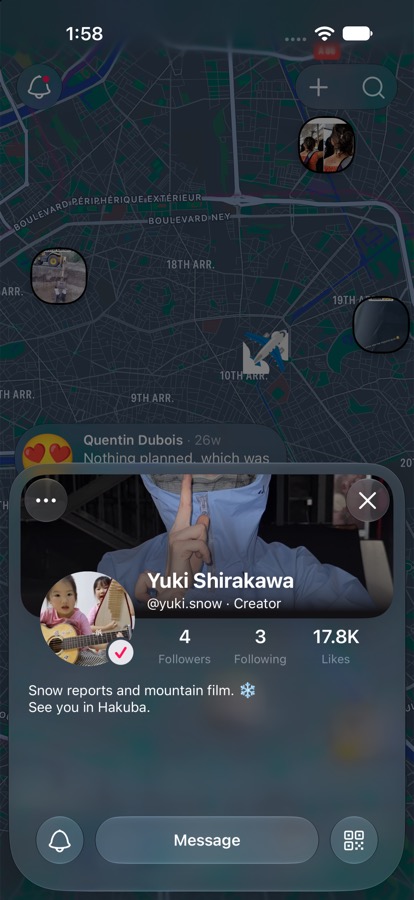 1:58
BOULEVARD PÉRIPHÉRIQUE EXTÉRIEUR
BOULEVARD NEY
18TH ARR.
ARR.
19TH ARR.
10TH ARR.
9TH ARR.
TH ARR.
Quentin Dubois · 26w
Nothing planned, which was
20
Yuki Shirakawa
@yuki.snow · Creator
4 3 17.8K
Followers Following Likes
Snow reports and mountain film. ❄️
See you in Hakuba.
Message